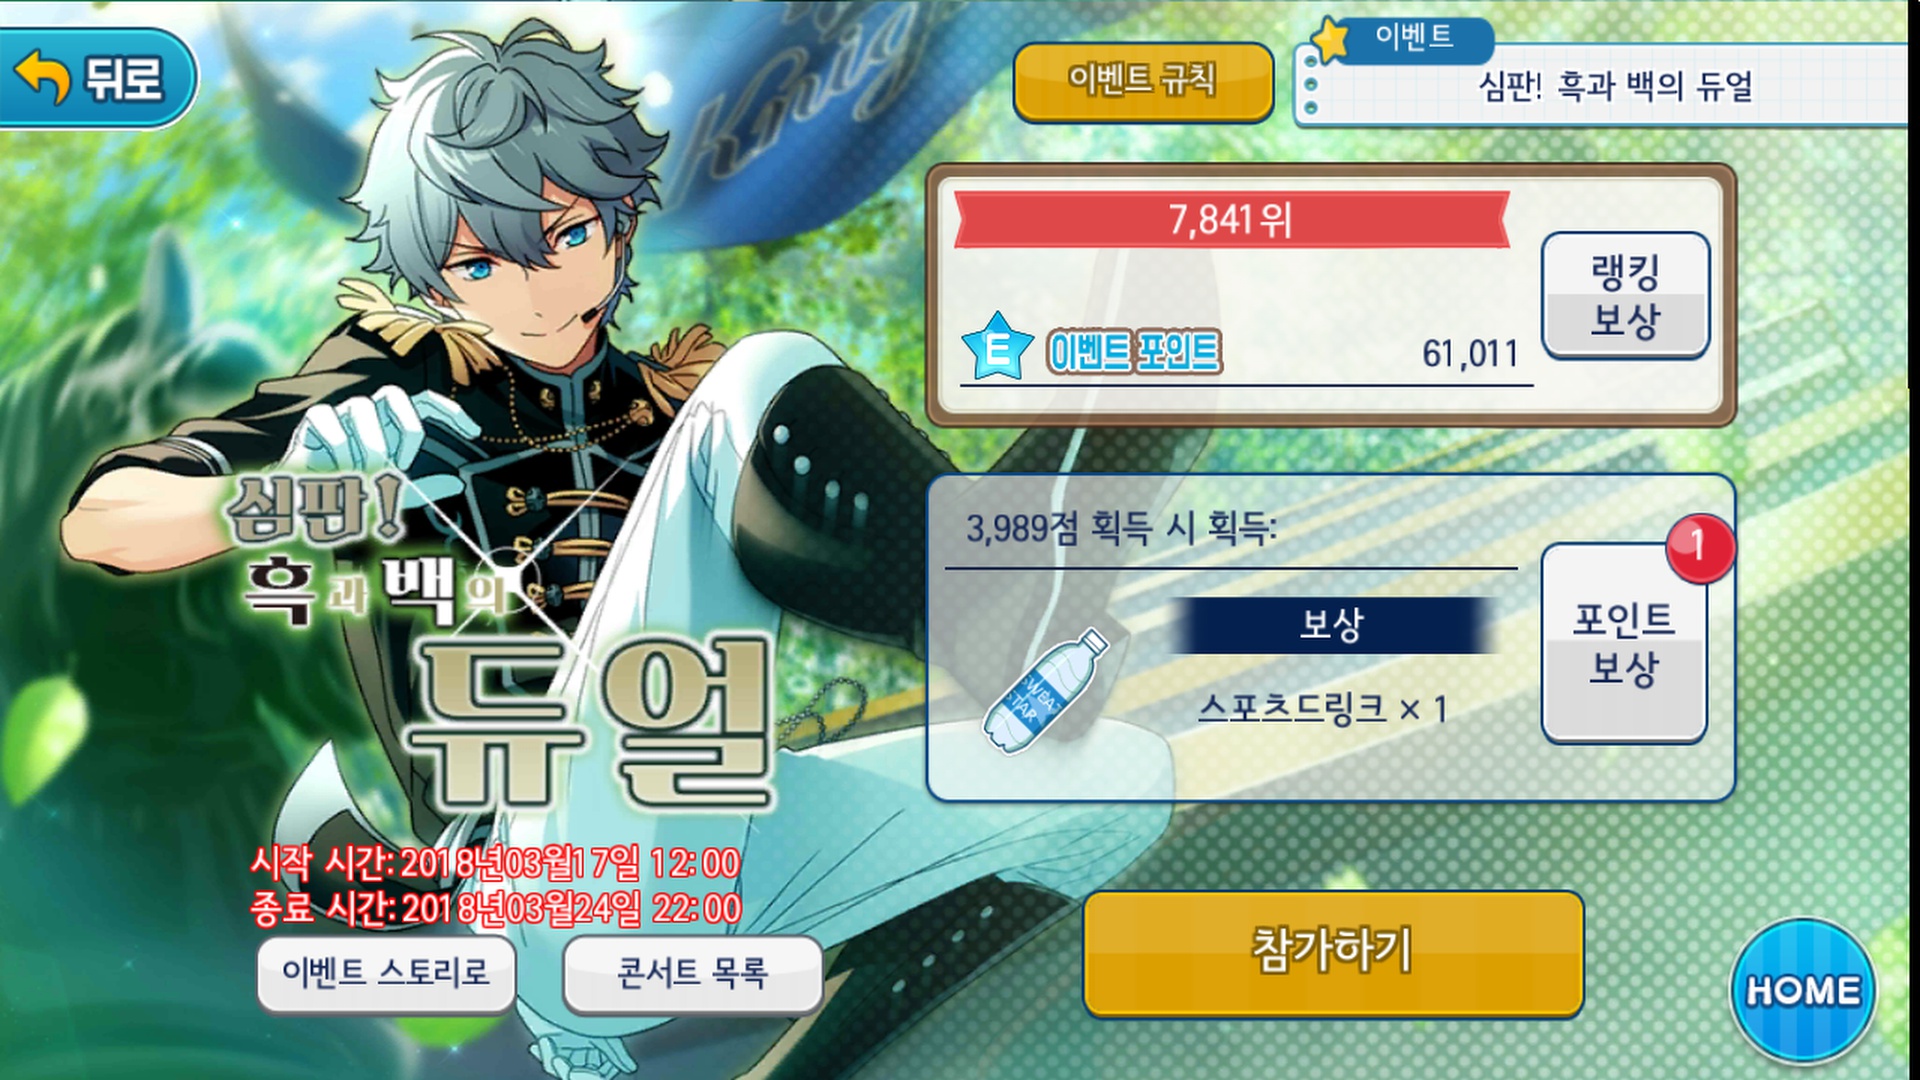 뒤로
Knig
이벤트 규칙
이벤트
심판! 흑과 백의 듀얼
7,841위
랭킹
보상
E 이벤트 포인트 61,011
3,989점 획득 시 획득:
보상
스포츠드링크 × 1
1
포인트
보상
심판!
흑과 백의
듀얼
시작 시간:2018년03월17일 12:00
종료 시간:2018년03월24일 22:00
이벤트 스토리로
콘서트 목록
참가하기
HOME